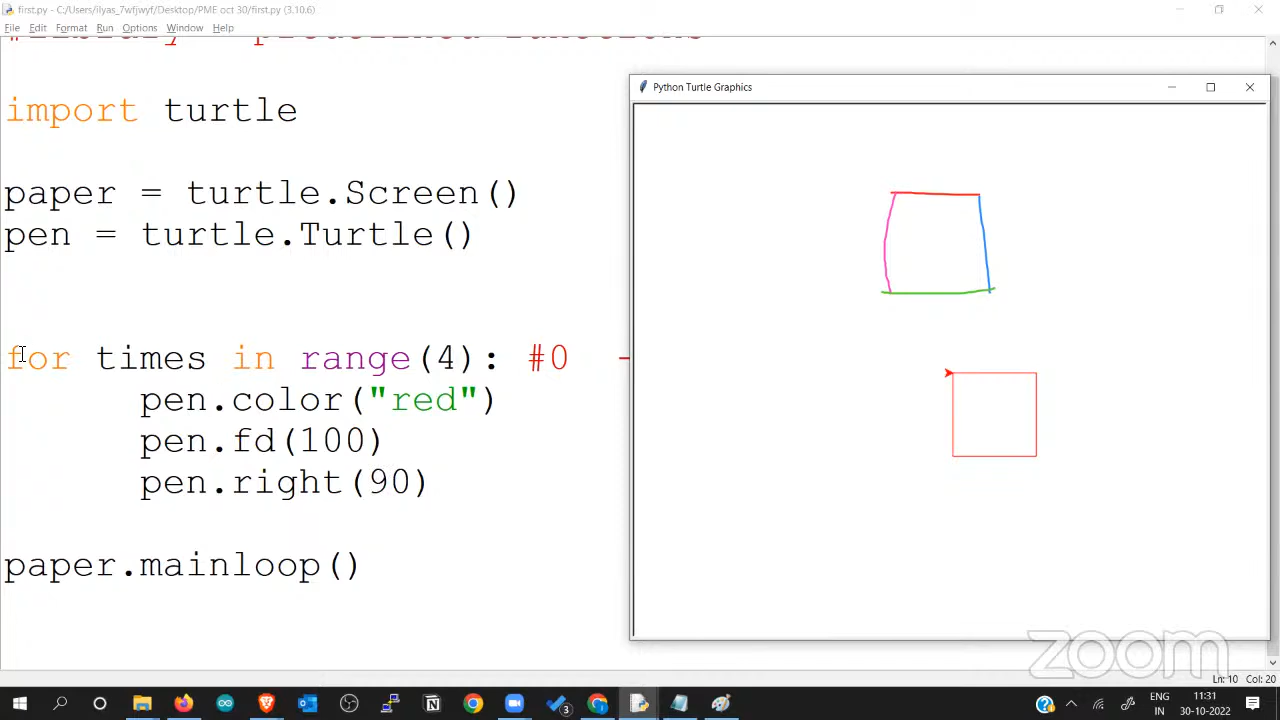 first.py - C:/Users/ilyas_7wfjwyf/Desktop/PME oct 30/first.py (3.10.6)
File Edit Format Run Options Window Help
import turtle
paper = turtle.Screen()
pen = turtle.Turtle()
for times in range(4): #0 -
pen.color("red")
pen.fd(100)
pen.right(90)
paper.mainloop()
Python Turtle Graphics
zoom
Ln: 10 Col: 20
3
ENG
IN
11:31
30-10-2022